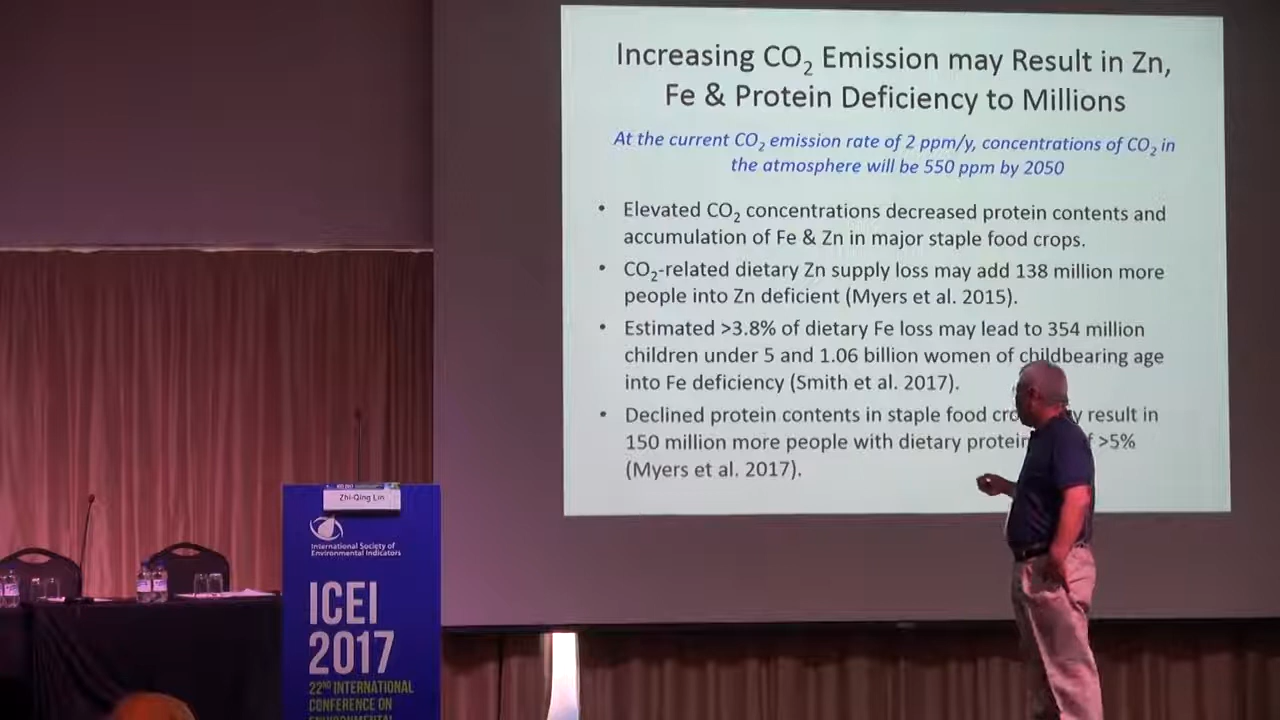 Increasing CO₂ Emission may Result in Zn,
Fe & Protein Deficiency to Millions
At the current CO₂ emission rate of 2 ppm/y, concentrations of CO₂ in
the atmosphere will be 550 ppm by 2050
• Elevated CO₂ concentrations decreased protein contents and
accumulation of Fe & Zn in major staple food crops.
• CO₂-related dietary Zn supply loss may add 138 million more
people into Zn deficient (Myers et al. 2015).
• Estimated >3.8% of dietary Fe loss may lead to 354 million
children under 5 and 1.06 billion women of childbearing age
into Fe deficiency (Smith et al. 2017).
• Declined protein contents in staple food result in
150 million more people with dietary protein >5%
(Myers et al. 2017).
Zhi-Qing Lin
International Society of
Environmental Indicators
ICEI
2017
22ND INTERNATIONAL
CONFERENCE ON